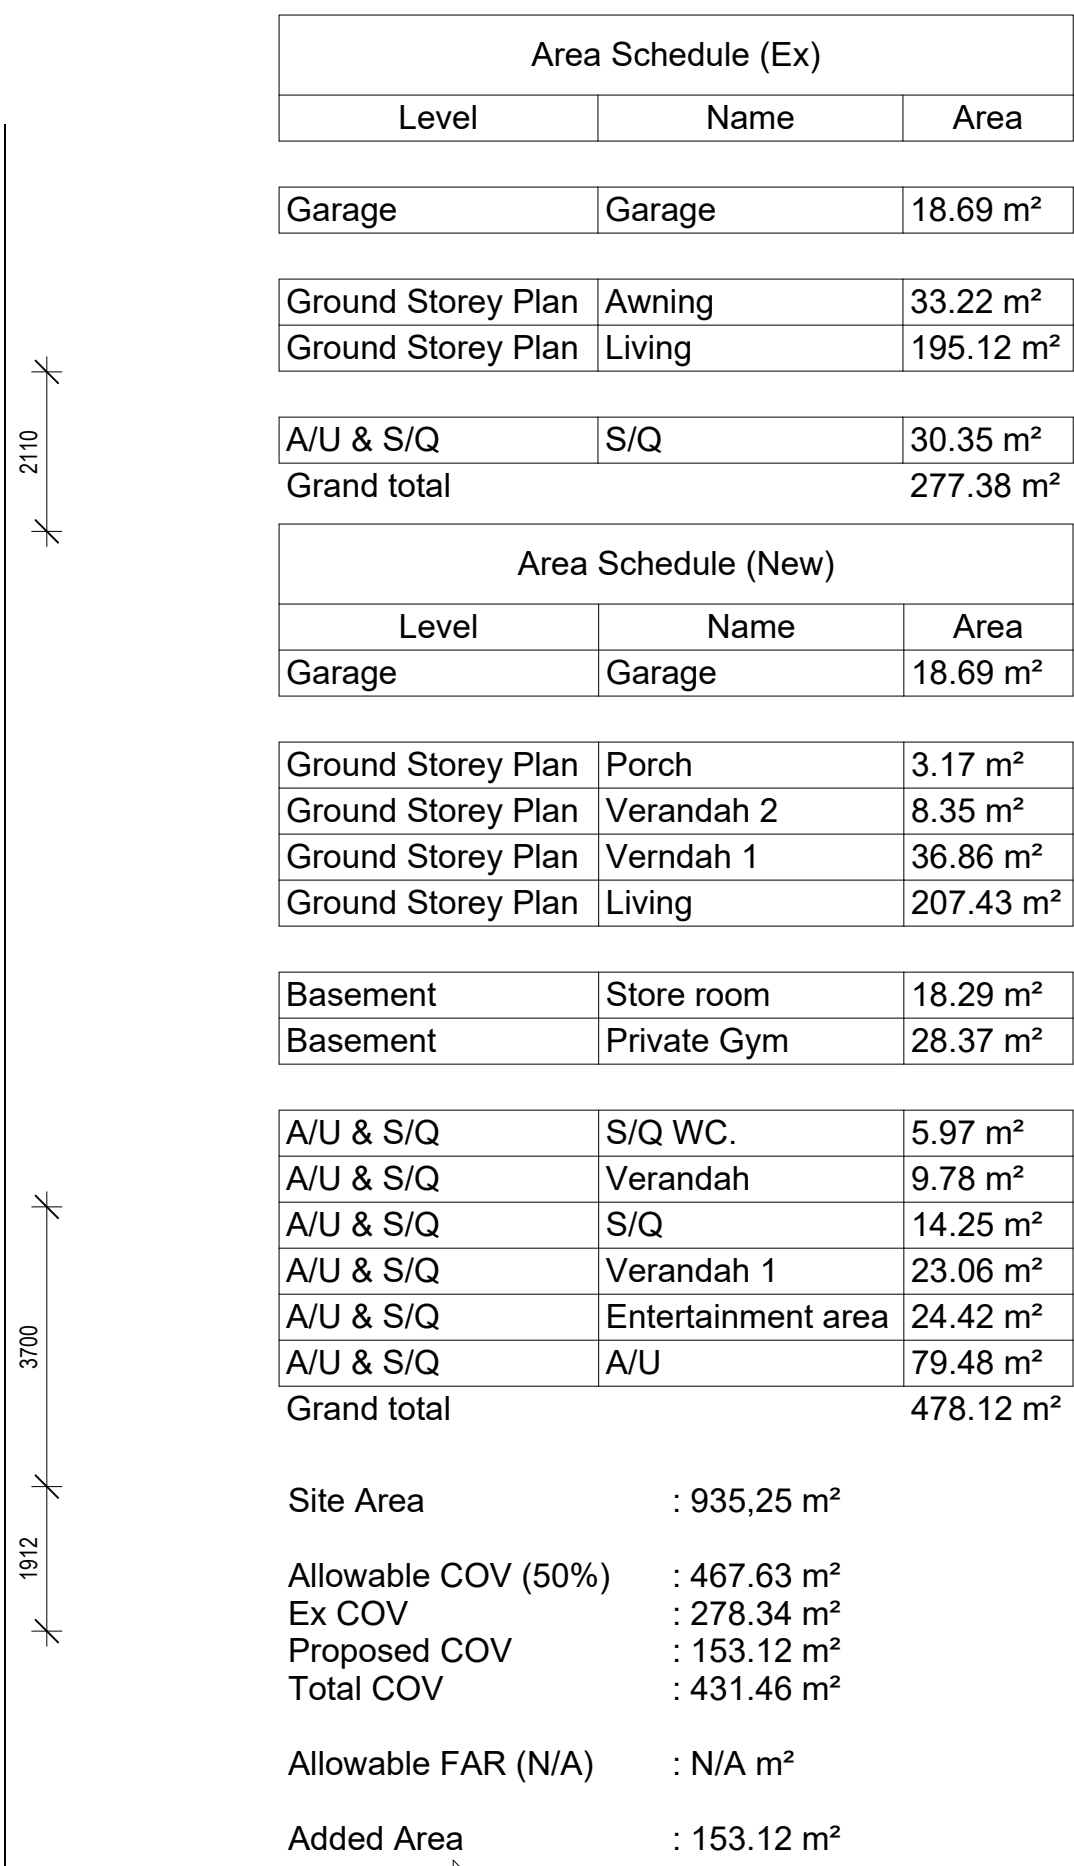 Area Schedule (Ex)
Level Name Area
Garage Garage 18.69 m²
Ground Storey Plan Awning 33.22 m²
Ground Storey Plan Living 195.12 m²
A/U & S/Q S/Q 30.35 m²
Grand total 277.38 m²
Area Schedule (New)
Level Name Area
Garage Garage 18.69 m²
Ground Storey Plan Porch 3.17 m²
Ground Storey Plan Verandah 2 8.35 m²
Ground Storey Plan Verndah 1 36.86 m²
Ground Storey Plan Living 207.43 m²
Basement Store room 18.29 m²
Basement Private Gym 28.37 m²
A/U & S/Q S/Q WC. 5.97 m²
A/U & S/Q Verandah 9.78 m²
A/U & S/Q S/Q 14.25 m²
A/U & S/Q Verandah 1 23.06 m²
A/U & S/Q Entertainment area 24.42 m²
A/U & S/Q A/U 79.48 m²
Grand total 478.12 m²
Site Area : 935,25 m²
Allowable COV (50%) : 467.63 m²
Ex COV : 278.34 m²
Proposed COV : 153.12 m²
Total COV : 431.46 m²
Allowable FAR (N/A) : N/A m²
Added Area : 153.12 m²
2110
3700
1912